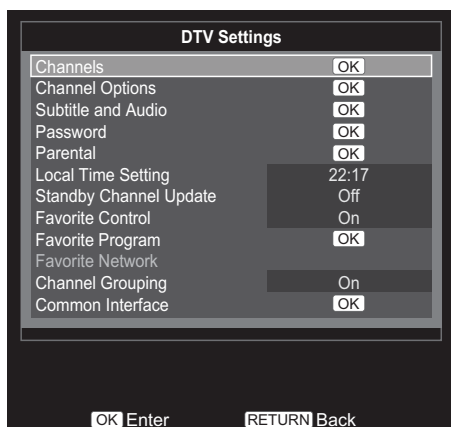 DTV Settings
Channels OK
Channel Options OK
Subtitle and Audio OK
Password OK
Parental OK
Local Time Setting 22:17
Standby Channel Update Off
Favorite Control On
Favorite Program OK
Favorite Network
Channel Grouping On
Common Interface OK
OK Enter RETURN Back